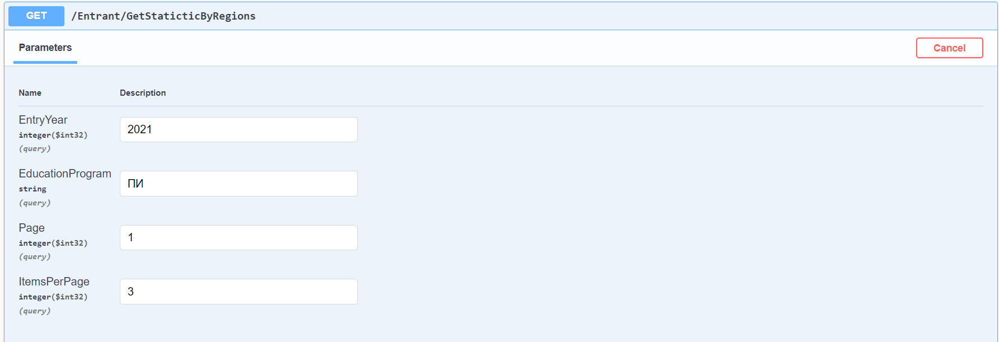 GET /Entrant/GetStaticticByRegions
Parameters
Cancel
Name Description
EntryYear
integer($int32)
(query)
2021
EducationProgram
string
(query)
ПИ
Page
integer($int32)
(query)
1
ItemsPerPage
integer($int32)
(query)
3